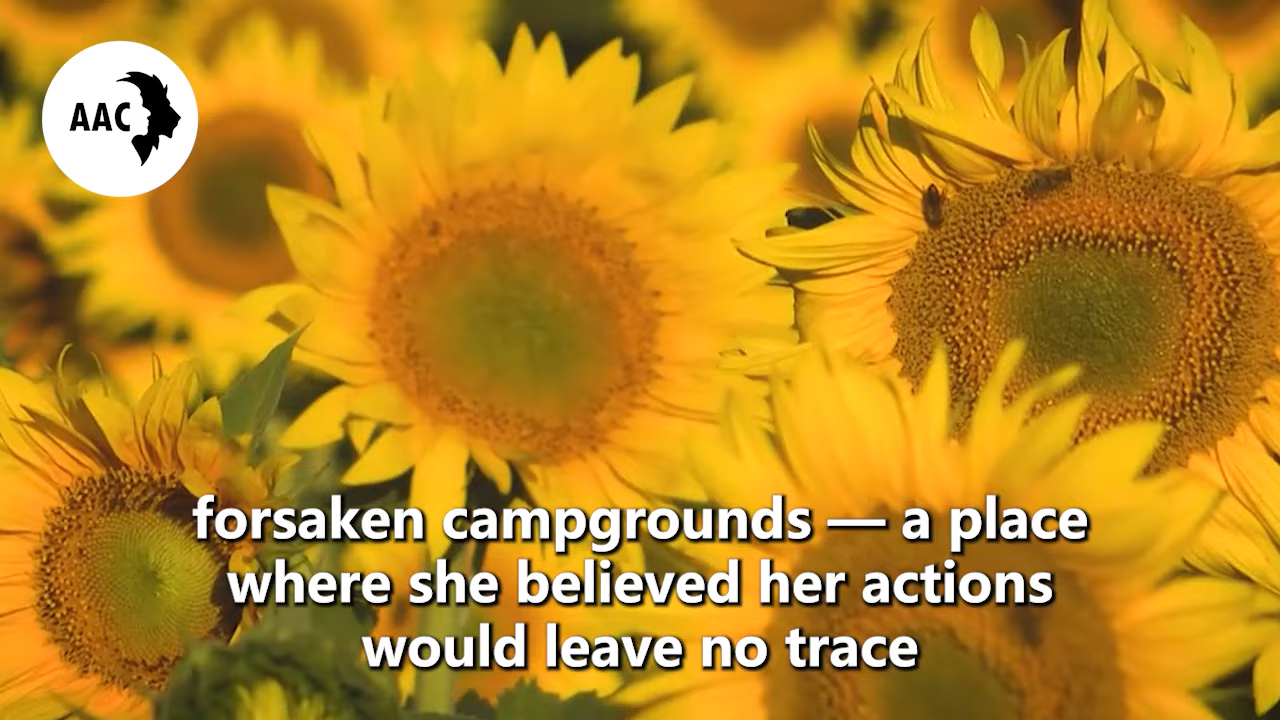 AAC
forsaken campgrounds — a place
where she believed her actions
would leave no trace